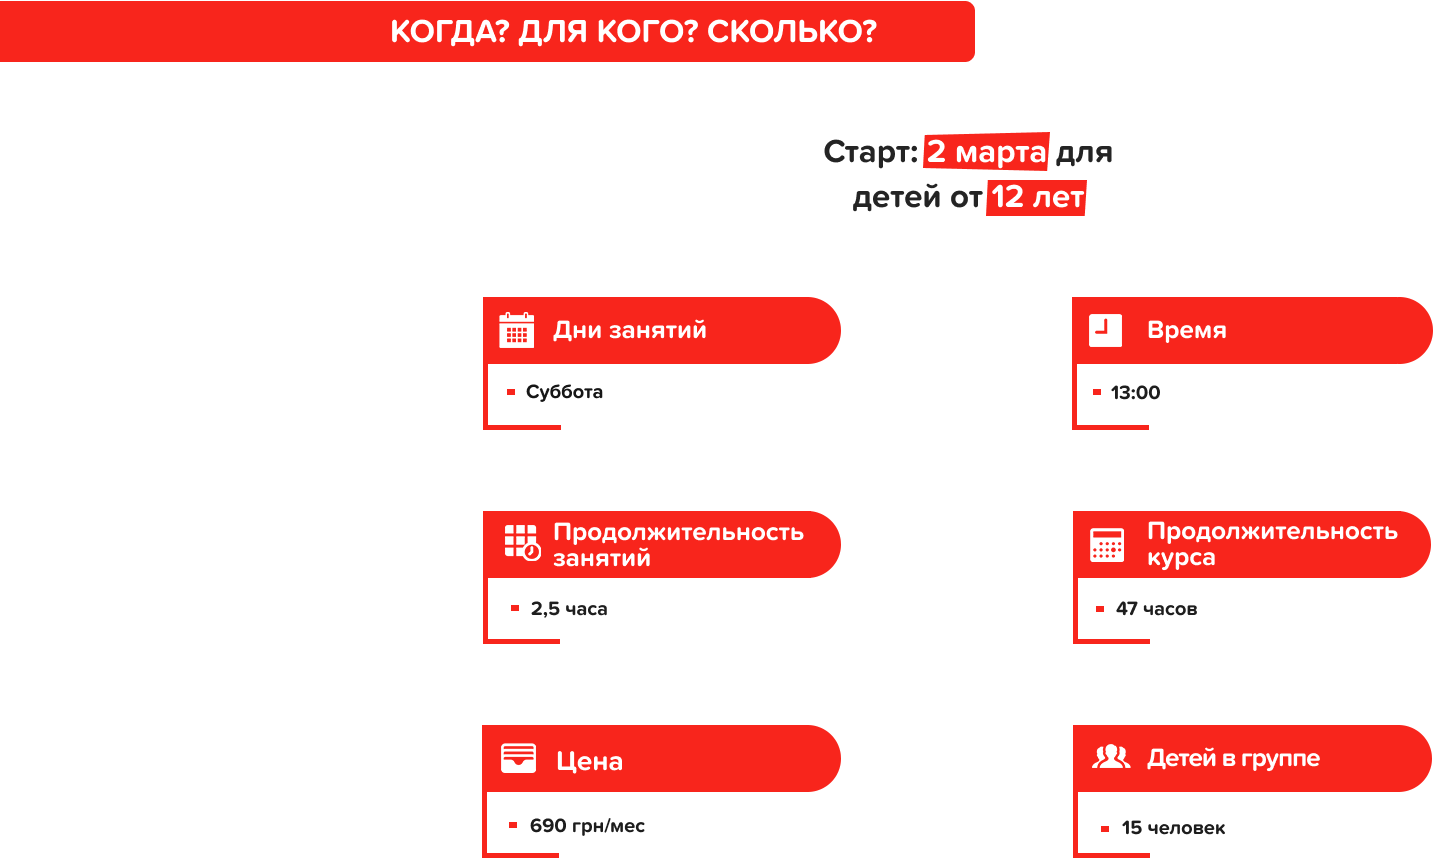 КОГДА? ДЛЯ КОГО? СКОЛЬКО?
Старт: 2 марта для
детей от 12 лет
Дни занятий
Суббота
Время
13:00
Продолжительность
занятий
2,5 часа
Продолжительность
курса
47 часов
Цена
690 грн/мес
Детей в группе
15 человек